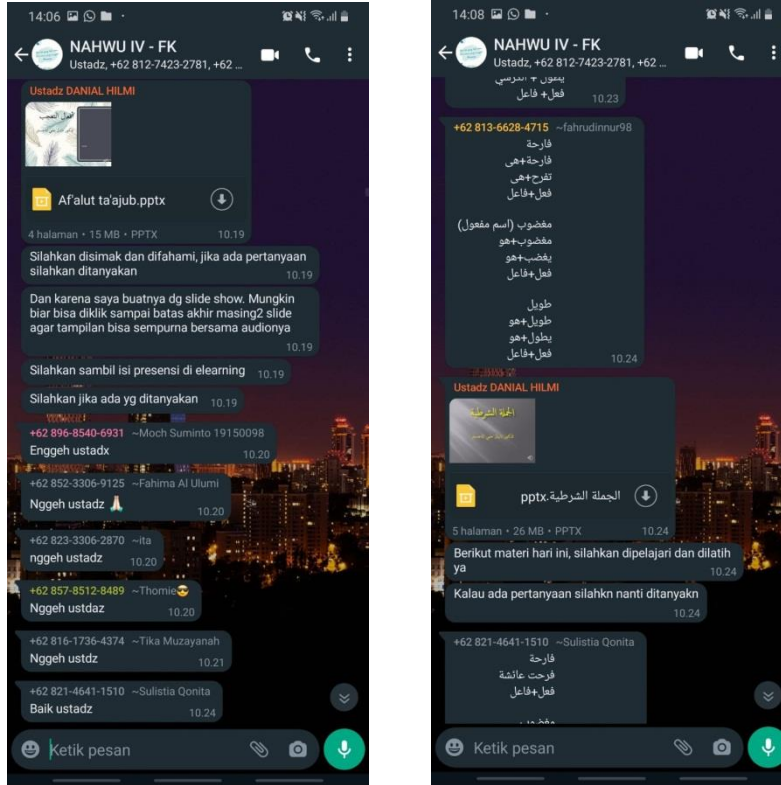 14:06
NAHWU IV - FK
Ustadz, +62 812-7423-2781, +62 ...
Ustadz DANIAL HILMI
Af'alut ta'ajub.pptx
4 halaman • 15 MB • PPTX 10.19
Silahkan disimak dan difahami, jika ada pertanyaan
silahkan ditanyakan 10.19
Dan karena saya buatnya dg slide show. Mungkin
biar bisa diklik sampai batas akhir masing2 slide
agar tampilan bisa sempurna bersama audionya
10.19
Silahkan sambil isi presensi di elearning 10.19
Silahkan jika ada yg ditanyakan 10.19
+62 896-8540-6931 ~Moch Suminto 19150098
Enggeh ustadx 10.20
+62 852-3306-9125 ~Fahima Al Ulumi
Nggeh ustadz 🙏🏻 10.20
+62 823-3306-2870 ~ita
nggeh ustadz 10.20
+62 857-8512-8489 ~Thomie😎
Nggeh ustdaz 10.20
+62 816-1736-4374 ~Tika Muzayanah
Nggeh ustdz 10.21
+62 821-4641-1510 ~Sulistia Qonita
Baik ustadz 10.24
Ketik pesan
14:08
NAHWU IV - FK
Ustadz, +62 812-7423-2781, +62 ...
فعل+ فاعل 10.23
+62 813-6628-4715 ~fahrudinnur98
فارحة
فارحة+هى
تفرح+هى
فعل+فاعل
مغضوب (اسم مفعول)
مغضوب+هو
يغضب+هو
فعل+فاعل
طويل
طويل+هو
يطول+هو
فعل+فاعل 10.24
Ustadz DANIAL HILMI
الجملة الشرطية
الجملة الشرطية.pptx
5 halaman • 26 MB • PPTX 10.24
Berikut materi hari ini, silahkan dipelajari dan dilatih
ya 10.24
Kalau ada pertanyaan silahkn nanti ditanyakn
10.24
+62 821-4641-1510 ~Sulistia Qonita
فارحة
فرحت عائشة
فعل+فاعل
Ketik pesan